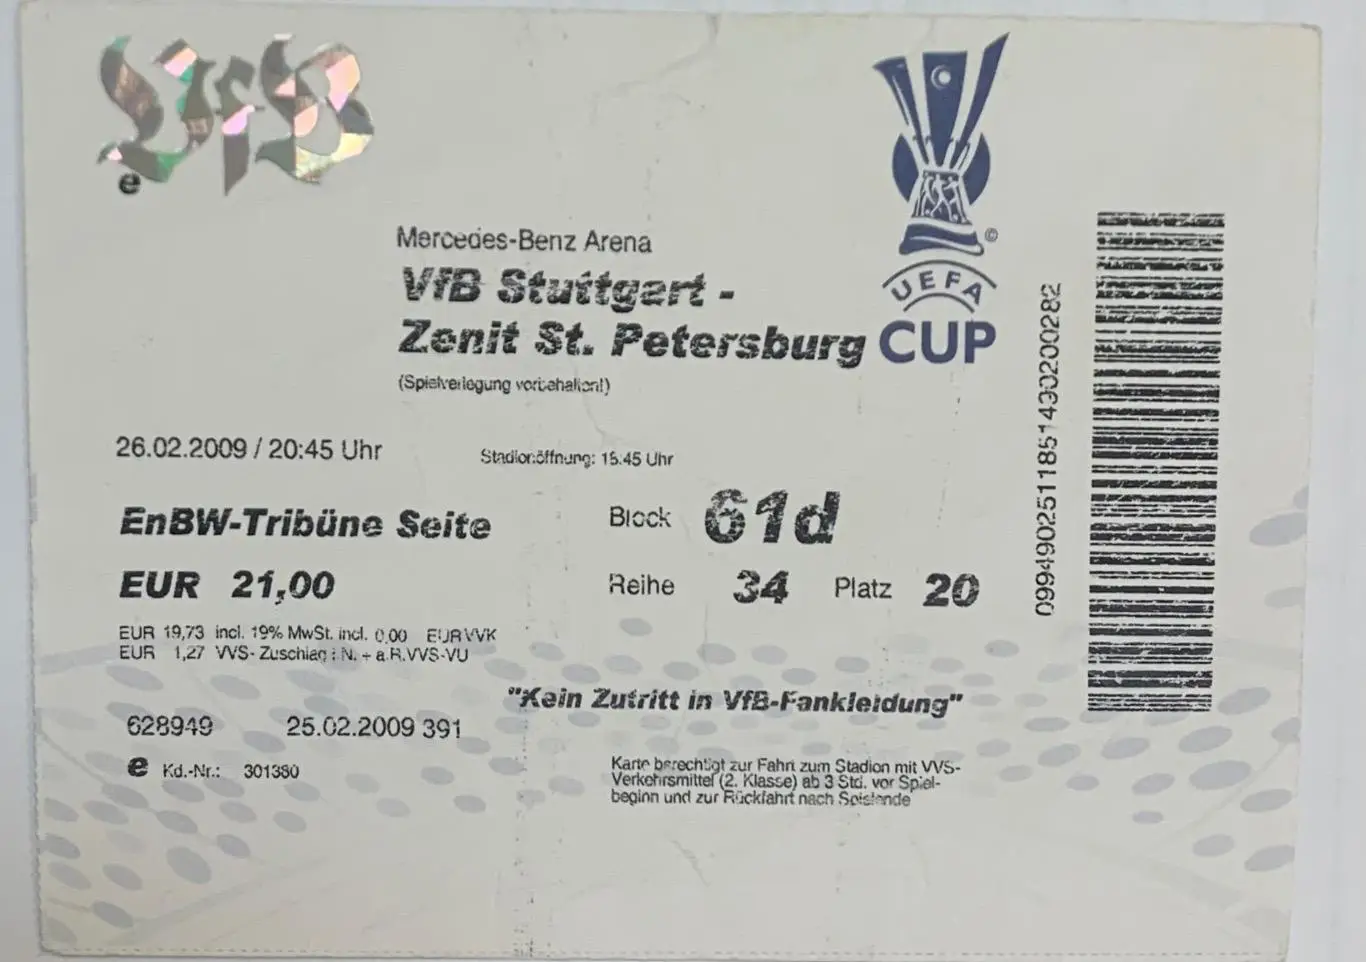 VfB
e
Mercedes-Benz Arena
VfB Stuttgart -
Zenit St. Petersburg
(Spielverlegung vorbehalten!)
©
UEFA
CUP
26.02.2009 / 20:45 Uhr
Stadionöffnung: 18:45 Uhr
EnBW-Tribüne Seite
Block 61d
EUR 21,00
Reihe 34 Platz 20
EUR 19,73 incl. 19% MwSt. incl. 0,00 EUR VVK
EUR 1,27 VVS- Zuschlag i.N. + a.R.VVS-VU
"Kein Zutritt in VfB-Fankleidung"
628949 25.02.2009 391
e Kd.-Nr.: 301380
Karte berechtigt zur Fahrt zum Stadion mit VVS-
Verkehrsmittel (2. Klasse) ab 3 Std. vor Spiel-
beginn und zur Rückfahrt nach Spielende